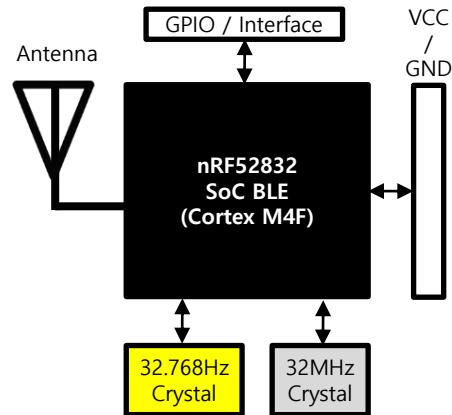 GPIO / Interface
VCC
/
GND
Antenna
nRF52832
SoC BLE
(Cortex M4F)
32.768Hz
Crystal
32MHz
Crystal